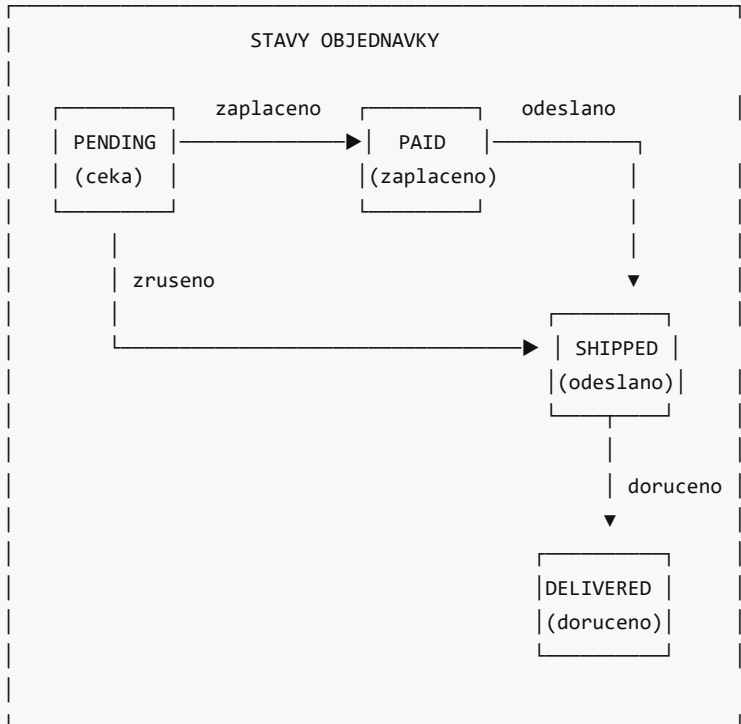 STAVY OBJEDNAVKY
zaplaceno odeslano
PENDING PAID
(ceka) (zaplaceno)
zruseno
SHIPPED
(odeslano)
doruceno
DELIVERED
(doruceno)